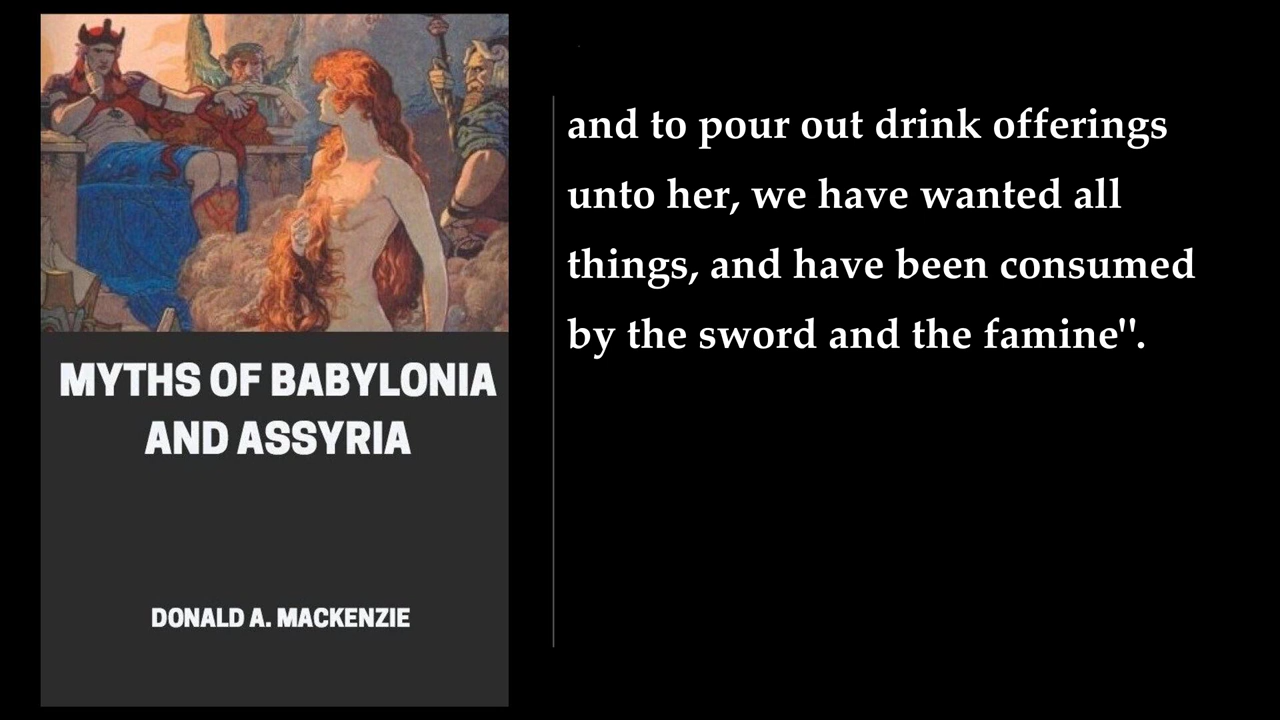 MYTHS OF BABYLONIA
AND ASSYRIA
DONALD A. MACKENZIE
and to pour out drink offerings
unto her, we have wanted all
things, and have been consumed
by the sword and the famine".